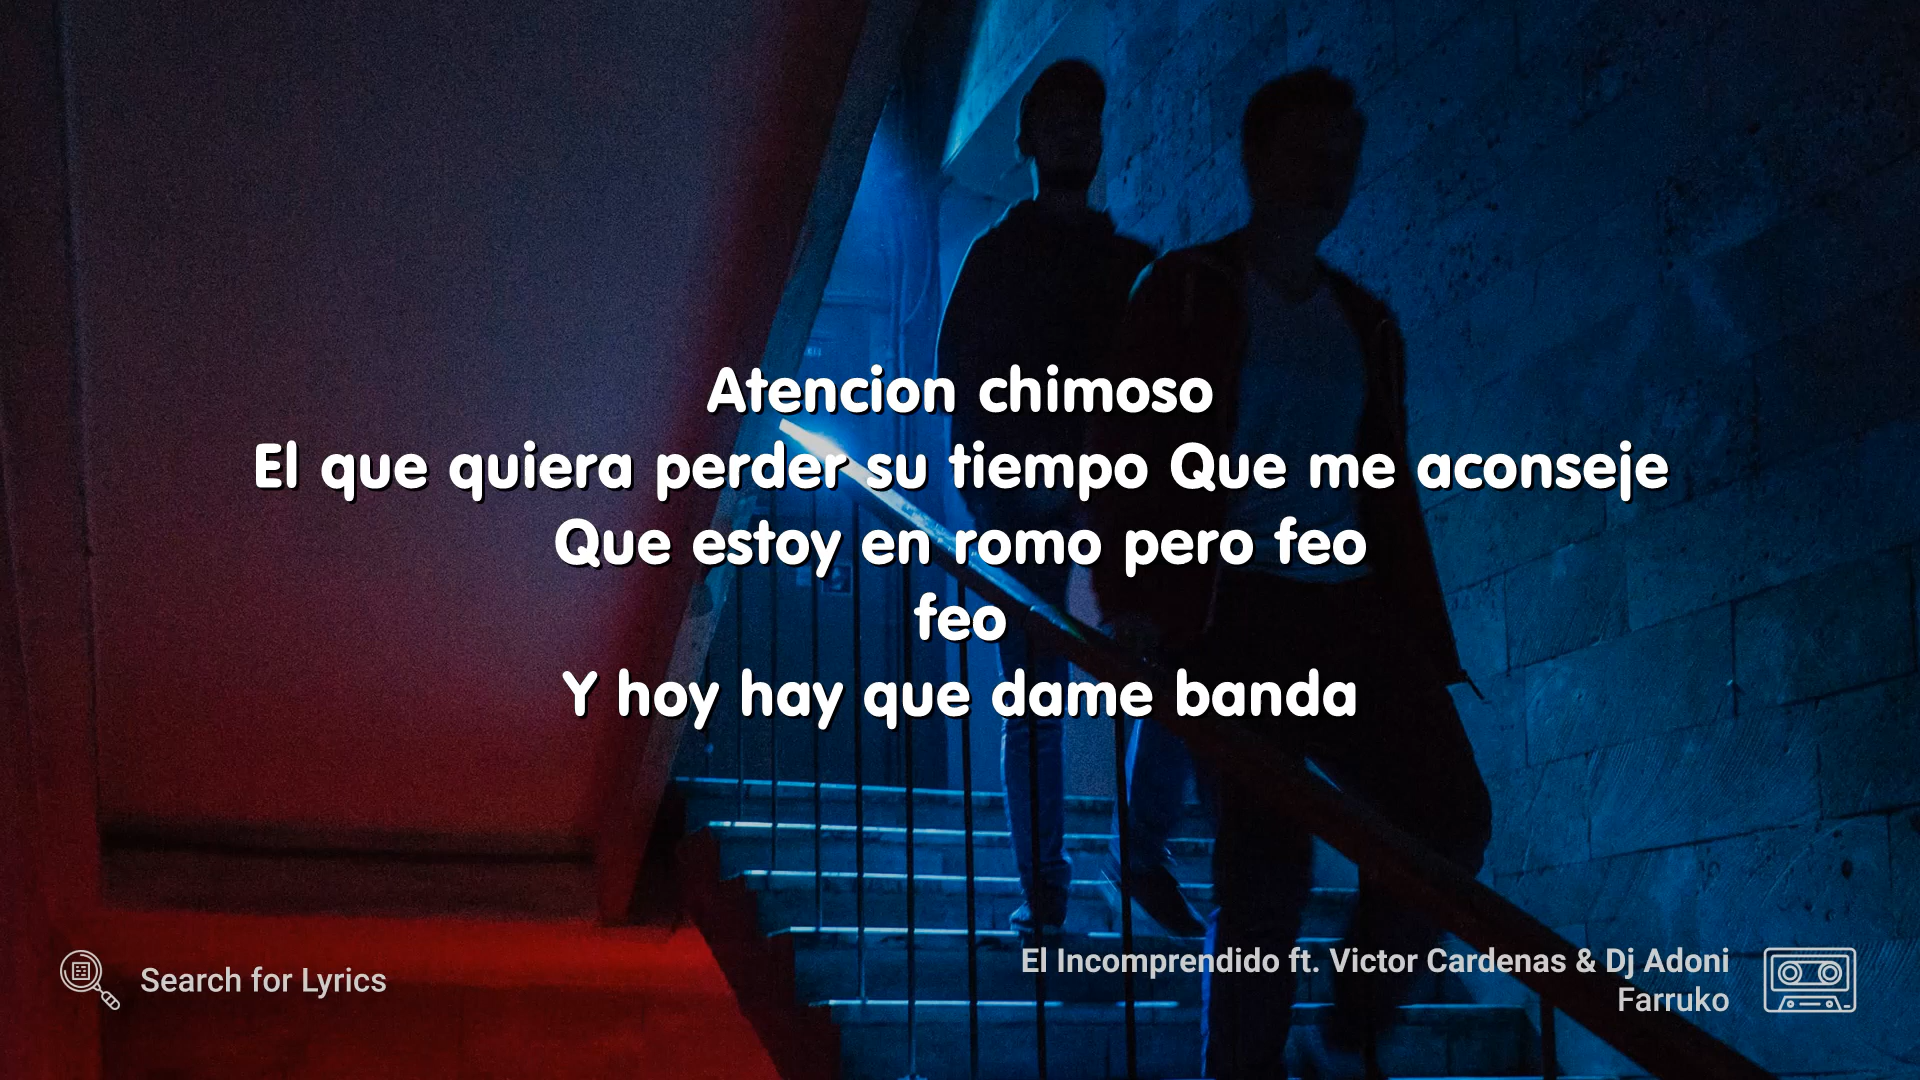 Atencion chimoso
El que quiera perder su tiempo Que me aconseje
Que estoy en romo pero feo
feo
Y hoy hay que dame banda
Search for Lyrics
El Incomprendido ft. Victor Cardenas & Dj Adoni
Farruko